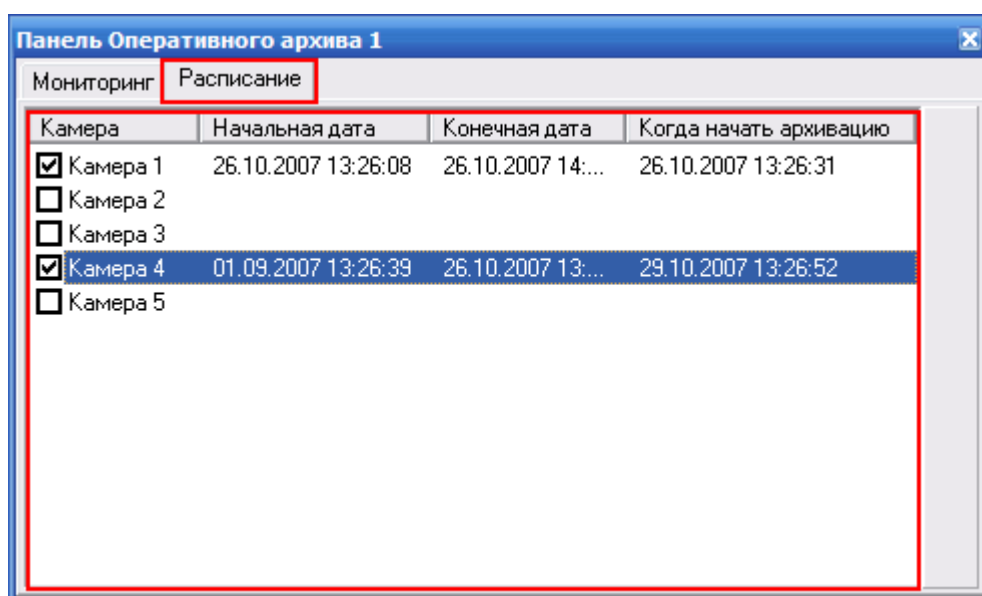 Панель Оперативного архива 1
Мониторинг Расписание
Камера Начальная дата Конечная дата Когда начать архивацию
Камера 1 26.10.2007 13:26:08 26.10.2007 14:... 26.10.2007 13:26:31
Камера 2
Камера 3
Камера 4 01.09.2007 13:26:39 26.10.2007 13:... 29.10.2007 13:26:52
Камера 5